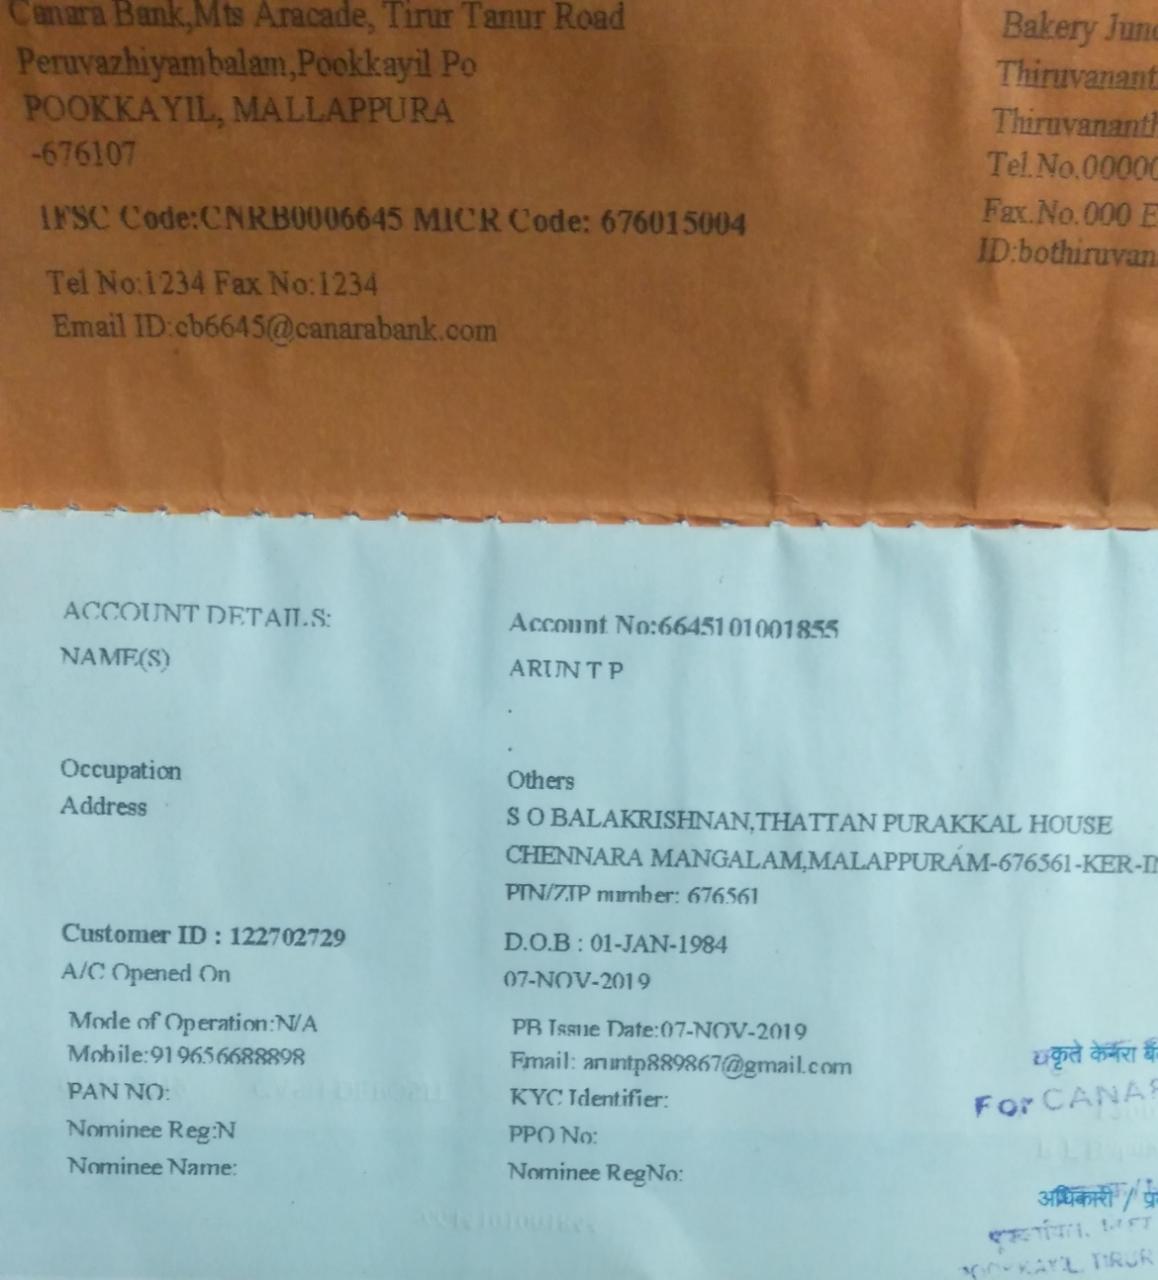 Canara Bank,Mts Aracade, Tirur Tanur Road
Peruvazhiyambalam,Pookkayil Po
POOKKAYIL, MALLAPPURA
-676107
IFSC Code:CNRB0006645 MICR Code: 676015004
Tel No:1234 Fax No:1234
Email ID:cb6645@canarabank.com
Bakery Junc
Thiruvanant
Thiruvananth
Tel.No.00000
Fax.No.000 E
ID:bothiruvan
ACCOUNT DETAILS:
Account No:6645101001855
NAME(S)
ARUN T P
.
.
Occupation
Others
Address
S O BALAKRISHNAN,THATTAN PURAKKAL HOUSE
CHENNARA MANGALAM,MALAPPURAM-676561-KER-IN
PIN/ZIP number: 676561
Customer ID : 122702729
D.O.B : 01-JAN-1984
A/C Opened On
07-NOV-2019
Mode of Operation:N/A
PB Issue Date:07-NOV-2019
Mobile:919656688898
Email: aruntp889867@gmail.com
PAN NO:
KYC Identifier:
Nominee Reg:N
PPO No:
Nominee Name:
Nominee RegNo:
कृते केनरा बैं
For CANAR
अधिकारी / प्र
POOKKAYIL, TIRUR